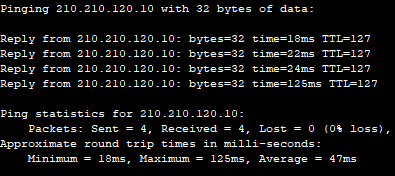 Pinging 210.210.120.10 with 32 bytes of data:
Reply from 210.210.120.10: bytes=32 time=18ms TTL=127
Reply from 210.210.120.10: bytes=32 time=22ms TTL=127
Reply from 210.210.120.10: bytes=32 time=24ms TTL=127
Reply from 210.210.120.10: bytes=32 time=125ms TTL=127
Ping statistics for 210.210.120.10:
Packets: Sent = 4, Received = 4, Lost = 0 (0% loss),
Approximate round trip times in milli-seconds:
Minimum = 18ms, Maximum = 125ms, Average = 47ms